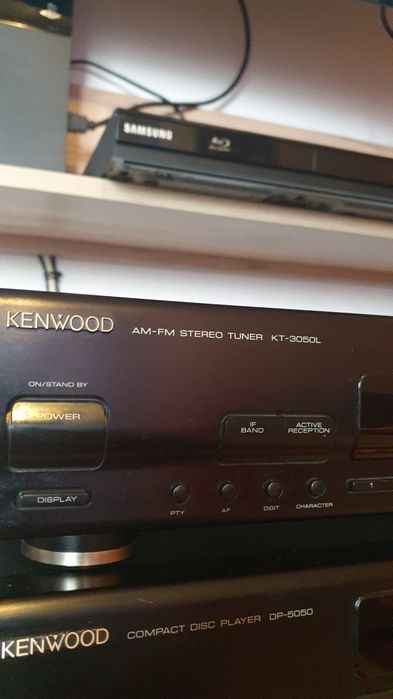 SAMSUNG
KENWOOD AM-FM STEREO TUNER KT-3050L
ON/STAND BY
POWER
IF
BAND
ACTIVE
RECEPTION
DISPLAY
PTY AF DIGIT CHARACTER
1
KENWOOD COMPACT DISC PLAYER DP-5050